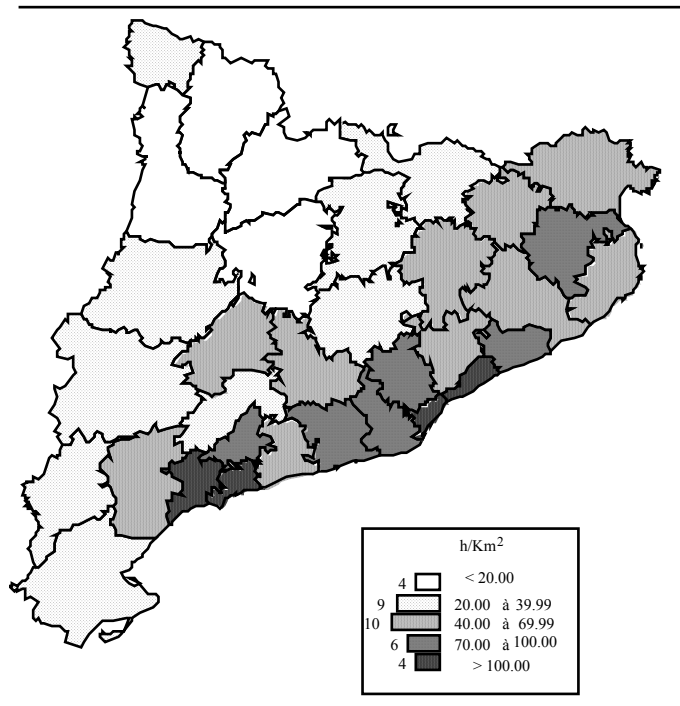 h/Km²
4 < 20.00
9 20.00 à 39.99
10 40.00 à 69.99
6 70.00 à 100.00
4 > 100.00